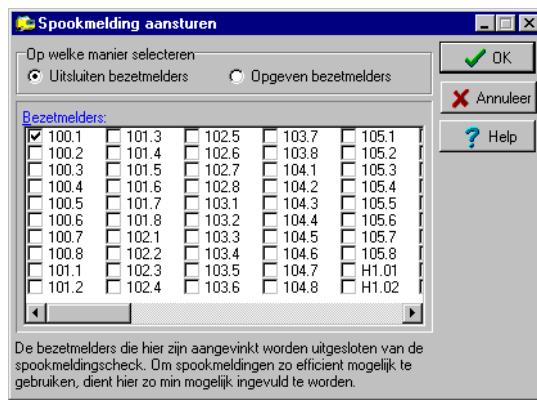 Spookmelding aansturen
Op welke manier selecteren
Uitsluiten bezetmelders
Opgeven bezetmelders
OK
Annuleer
Help
Bezetmelders:
100.1 101.3 102.5 103.7 105.1
100.2 101.4 102.6 103.8 105.2
100.3 101.5 102.7 104.1 105.3
100.4 101.6 102.8 104.2 105.4
100.5 101.7 103.1 104.3 105.5
100.6 101.8 103.2 104.4 105.6
100.7 102.1 103.3 104.5 105.7
100.8 102.2 103.4 104.6 105.8
101.1 102.3 103.5 104.7 H1.01
101.2 102.4 103.6 104.8 H1.02
De bezetmelders die hier zijn aangevinkt worden uitgesloten van de
spookmeldingscheck. Om spookmeldingen zo efficient mogelijk te
gebruiken, dient hier zo min mogelijk ingevuld te worden.